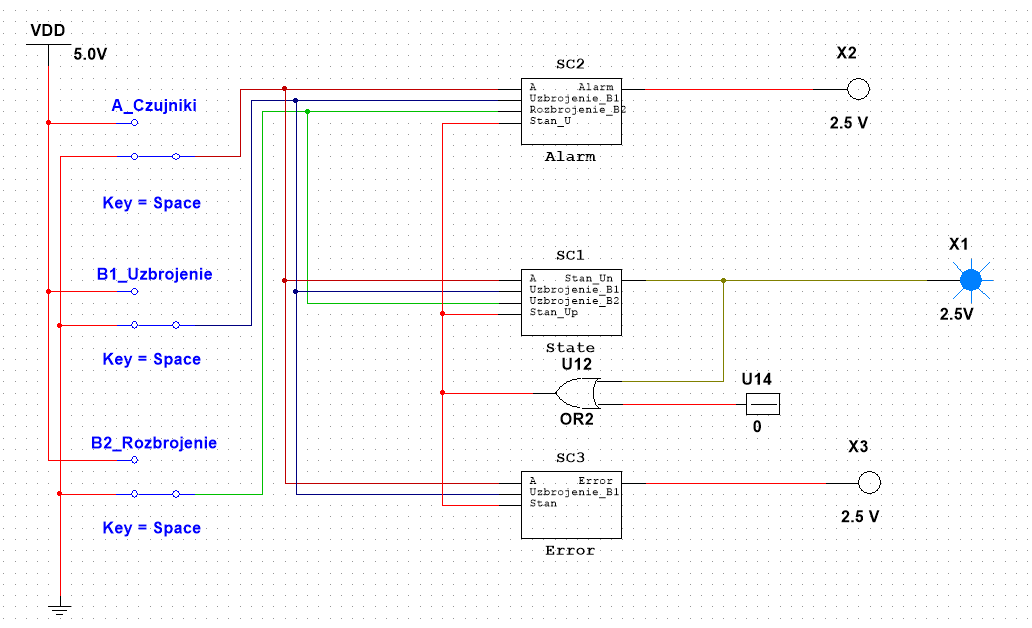 VDD
5.0V
A_Czujniki
Key = Space
B1_Uzbrojenie
Key = Space
B2_Rozbrojenie
Key = Space
SC2
A Alarm
Uzbrojenie_B1
Rozbrojenie_B2
Stan_U
Alarm
X2
2.5 V
SC1
A Stan_Un
Uzbrojenie_B1
Uzbrojenie_B2
Stan_Up
State
X1
2.5V
U12
OR2
U14
0
SC3
A Error
Uzbrojenie_B1
Stan
Error
X3
2.5 V